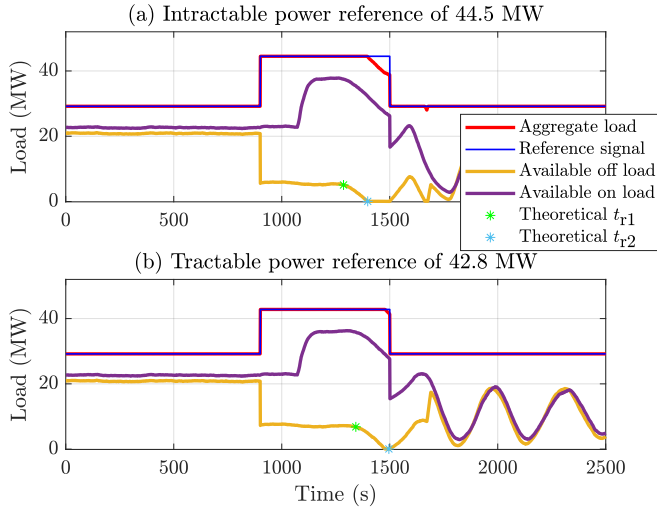 (a) Intractable power reference of 44.5 MW
Load (MW)
40
20
0
0 500 1000 1500
Aggregate load
Reference signal
Available off load
Available on load
Theoretical t_r1
Theoretical t_r2
(b) Tractable power reference of 42.8 MW
Load (MW)
40
20
0
0 500 1000 1500 2000 2500
Time (s)